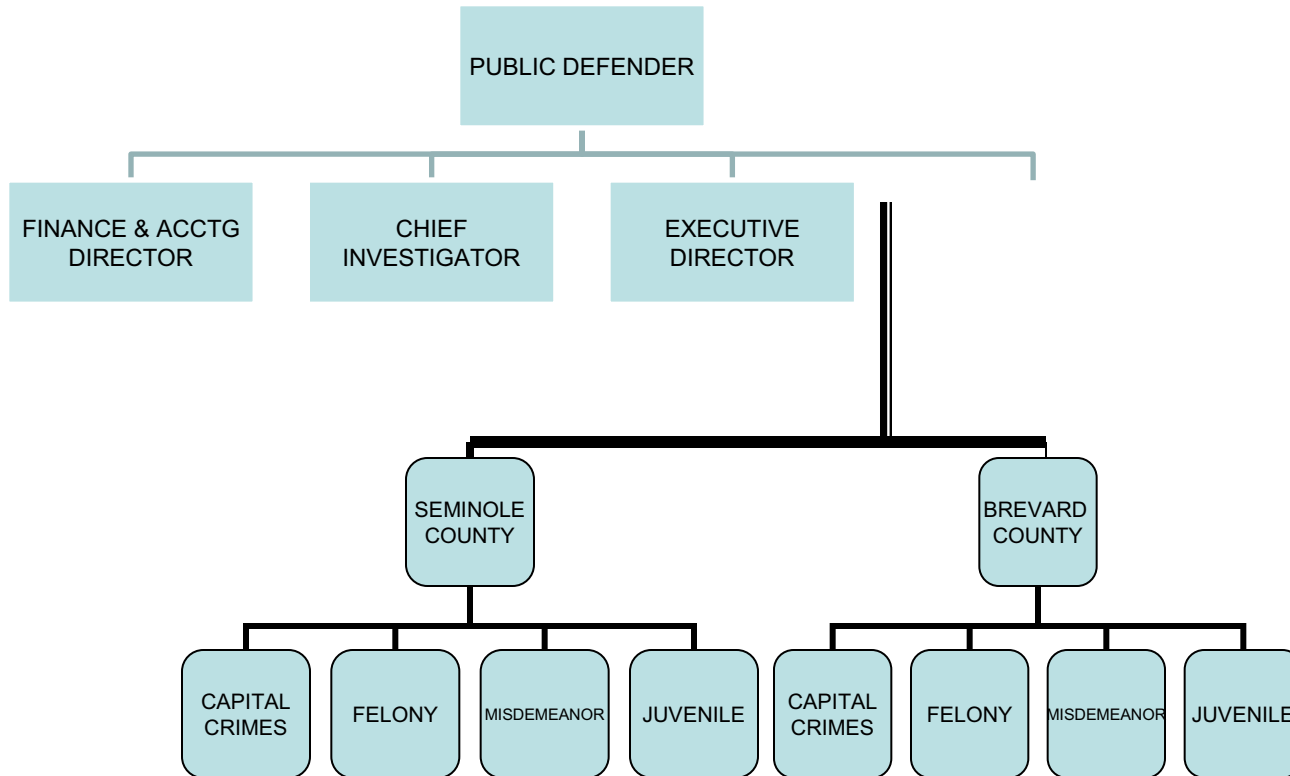 PUBLIC DEFENDER
FINANCE & ACCTG
DIRECTOR
CHIEF
INVESTIGATOR
EXECUTIVE
DIRECTOR
SEMINOLE
COUNTY
BREVARD
COUNTY
CAPITAL
CRIMES
FELONY
MISDEMEANOR
JUVENILE
CAPITAL
CRIMES
FELONY
MISDEMEANOR
JUVENILE